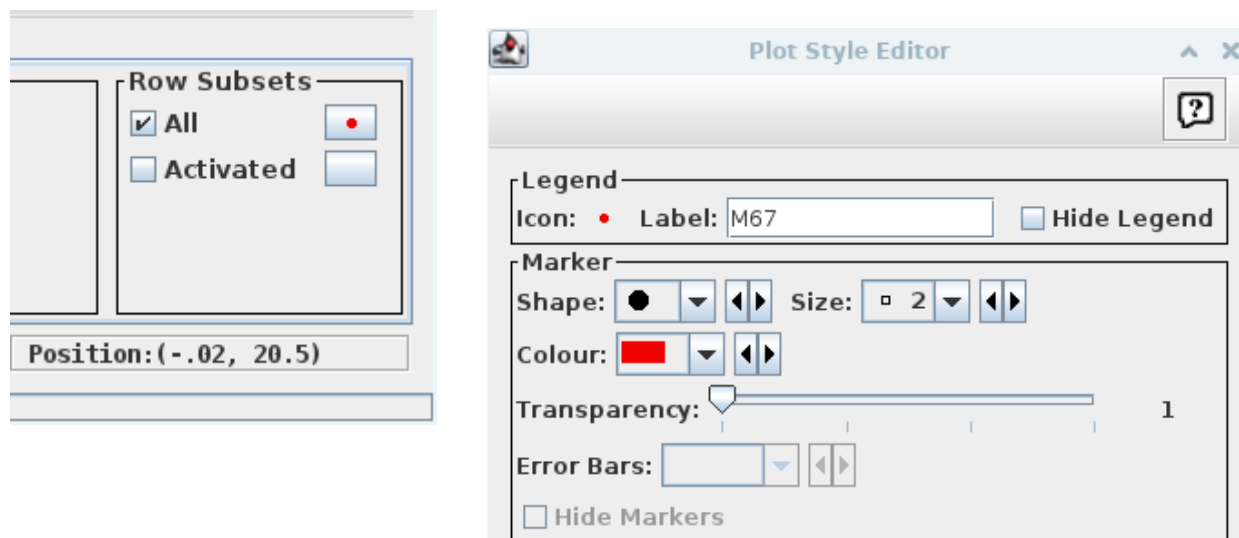 Row Subsets
All
Activated
Position:(-.02, 20.5)
Plot Style Editor
Legend
Icon: Label: M67 Hide Legend
Marker
Shape: Size: 2
Colour:
Transparency: 1
Error Bars:
Hide Markers